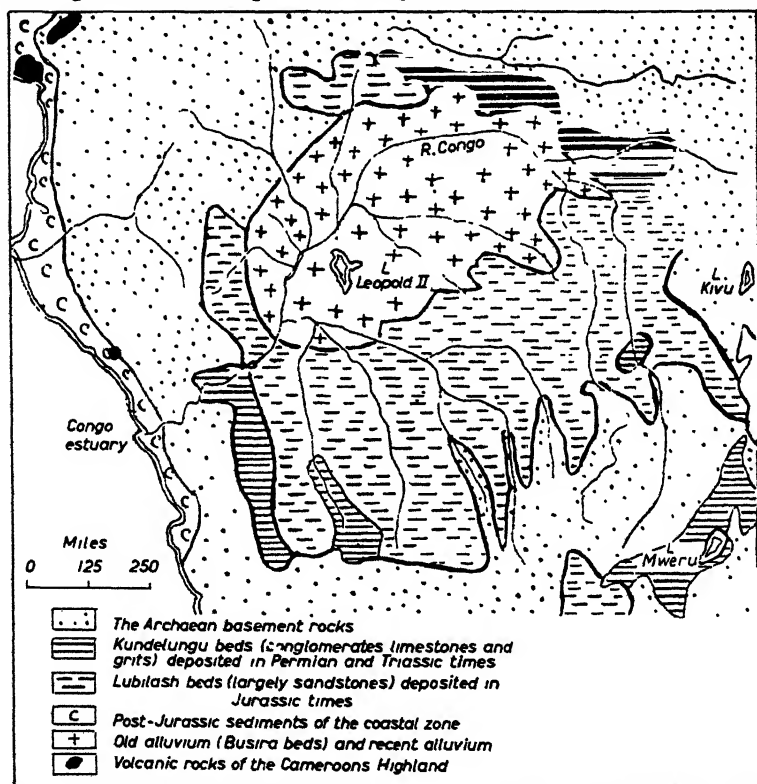 R. Congo
L
Leopold II
L.
Kivu
Congo
estuary
Miles
0 125 250
L
Mweru
The Archaean basement rocks
Kundelungu beds (conglomerates limestones and
grits) deposited in Permian and Triassic times
Lubilash beds (largely sandstones) deposited in
Jurassic times
C Post-Jurassic sediments of the coastal zone
+ Old alluvium (Busira beds) and recent alluvium
Volcanic rocks of the Cameroons Highland